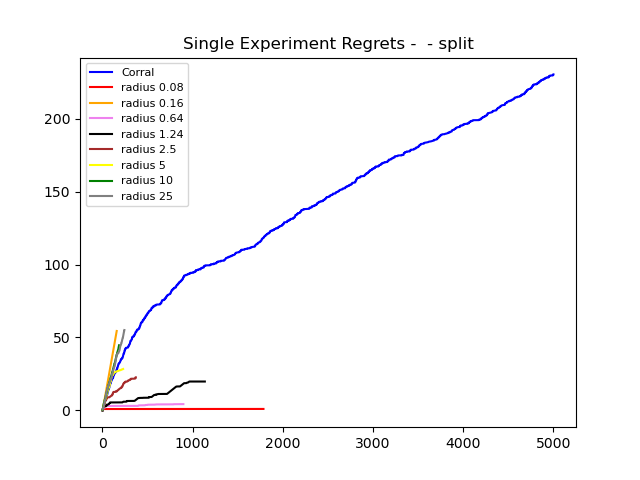 Single Experiment Regrets -  - split
Corral
radius 0.08
radius 0.16
radius 0.64
radius 1.24
radius 2.5
radius 5
radius 10
radius 25
200
150
100
50
0
0 1000 2000 3000 4000 5000